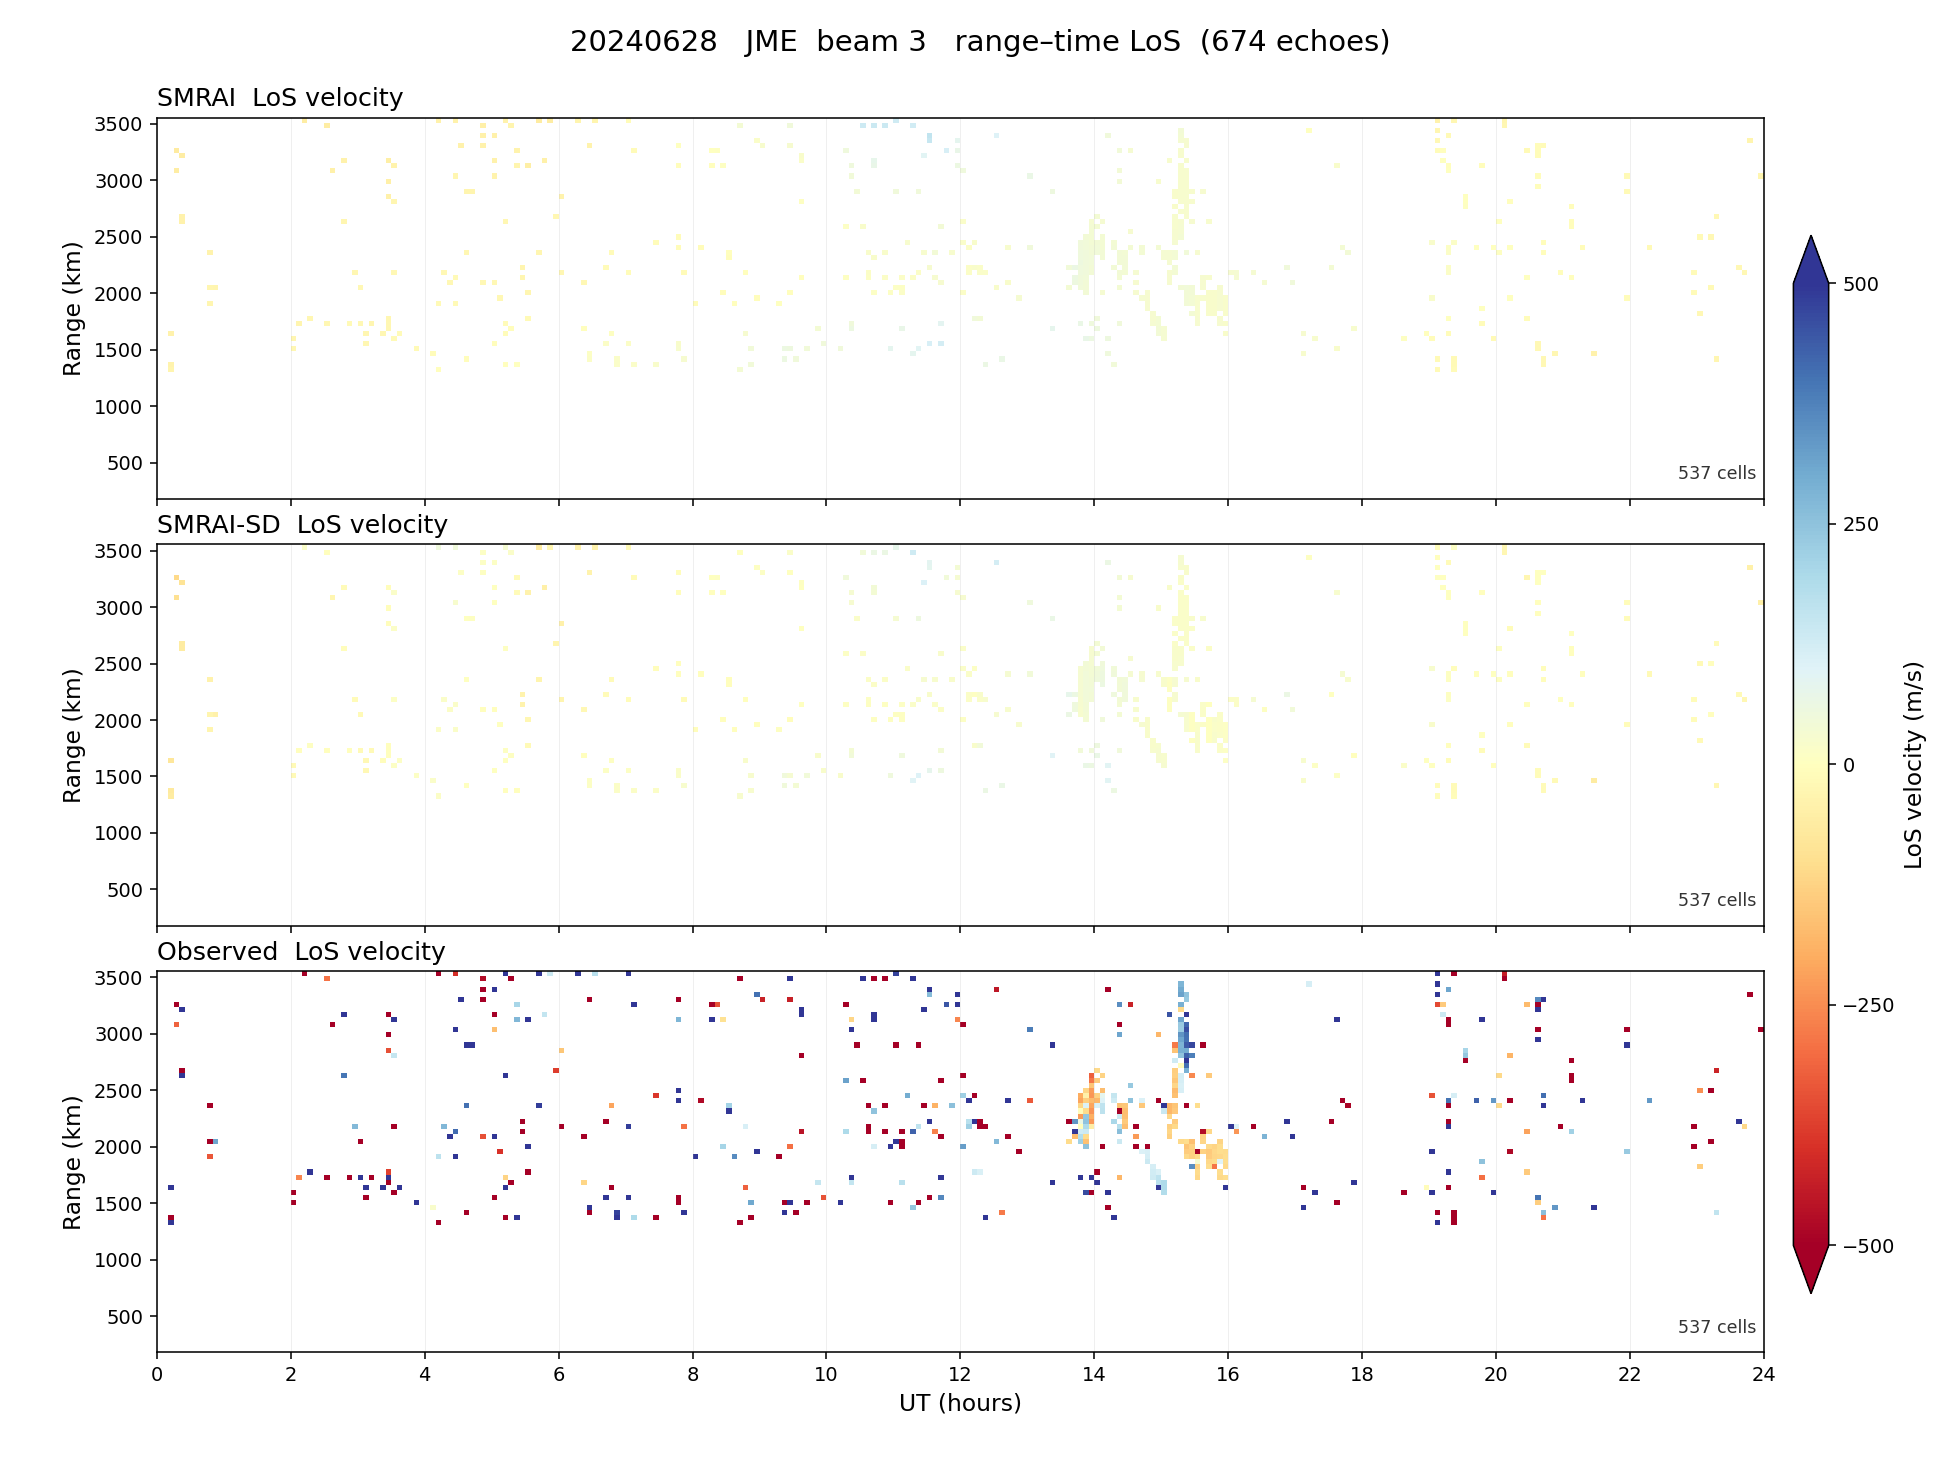 20240628   JME  beam 3   range–time LoS  (674 echoes)
SMRAI  LoS velocity
3500
3000
2500
2000
1500
1000
500
Range (km)
537 cells
SMRAI-SD  LoS velocity
3500
3000
2500
2000
1500
1000
500
Range (km)
537 cells
Observed  LoS velocity
3500
3000
2500
2000
1500
1000
500
Range (km)
537 cells
0 2 4 6 8 10 12 14 16 18 20 22 24
UT (hours)
500
250
0
−250
−500
LoS velocity (m/s)